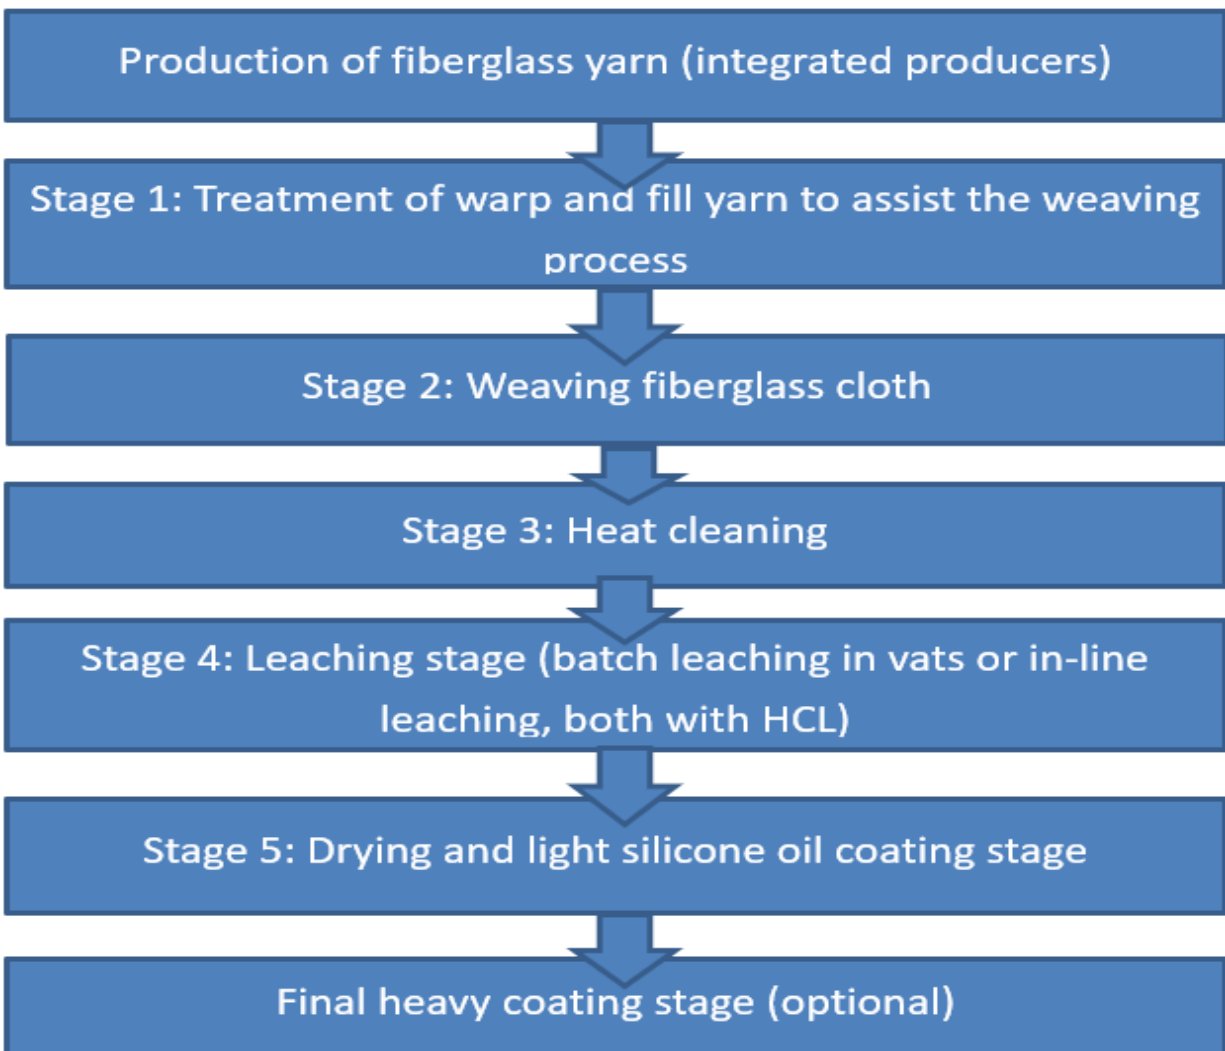 Production of fiberglass yarn (integrated producers)
Stage 1: Treatment of warp and fill yarn to assist the weaving
process
Stage 2: Weaving fiberglass cloth
Stage 3: Heat cleaning
Stage 4: Leaching stage (batch leaching in vats or in-line
leaching, both with HCL)
Stage 5: Drying and light silicone oil coating stage
Final heavy coating stage (optional)